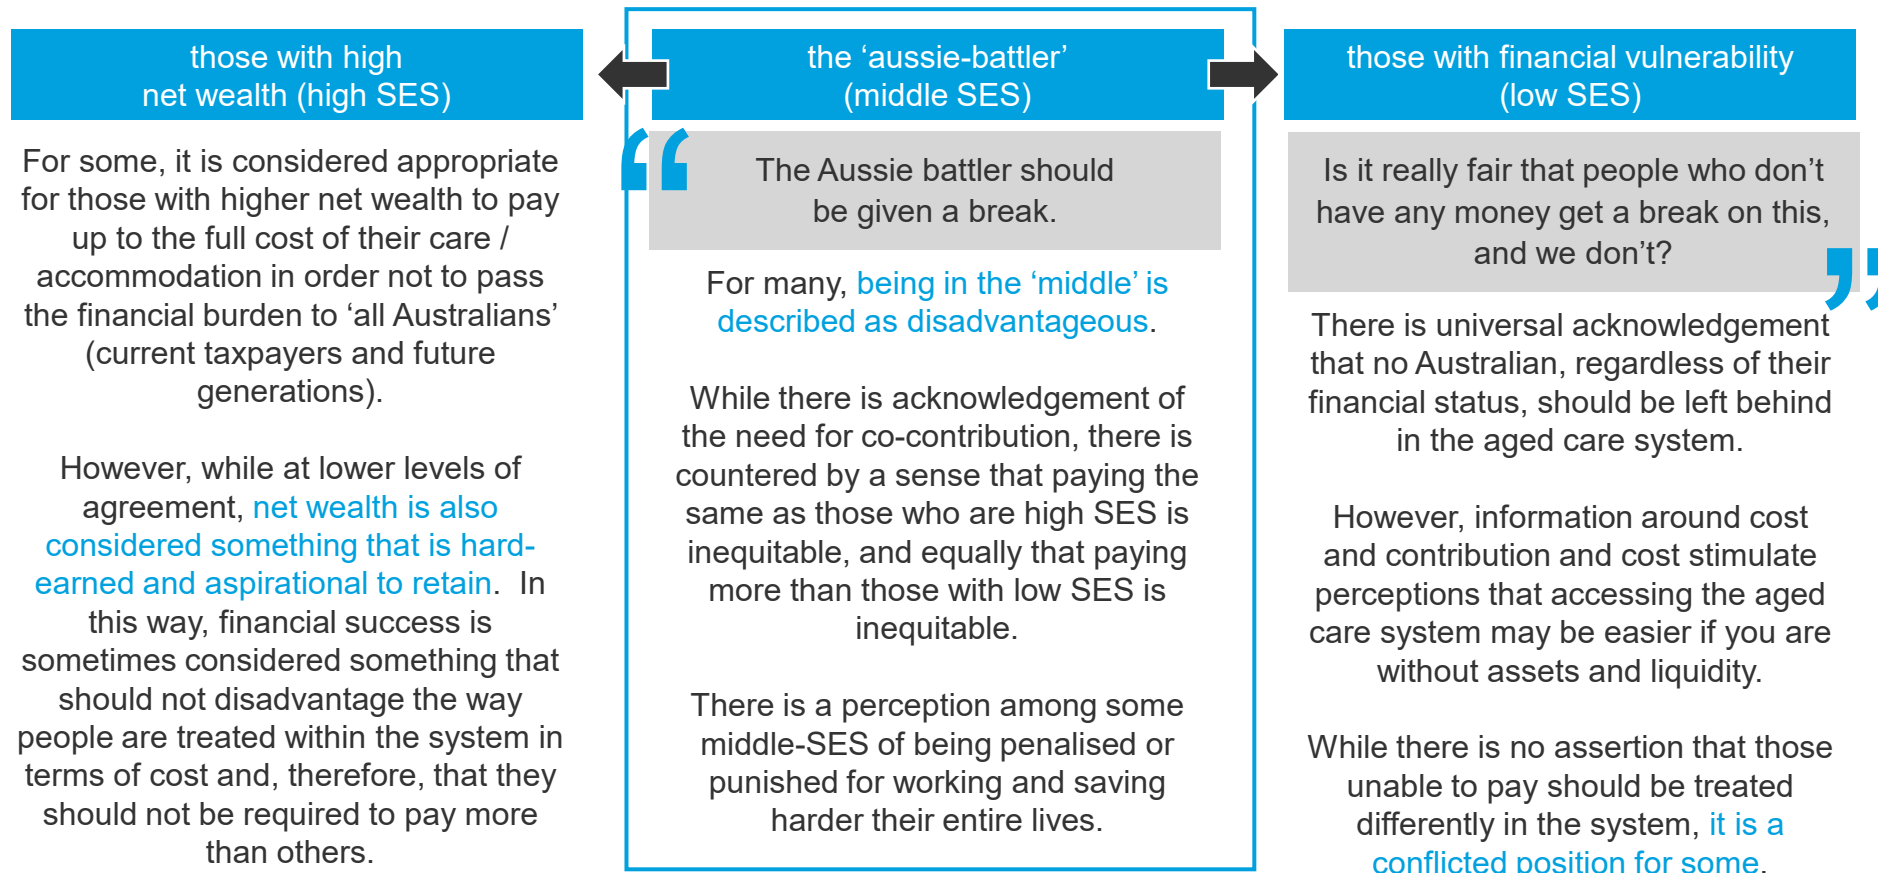 those with high
net wealth (high SES)
For some, it is considered appropriate
for those with higher net wealth to pay
up to the full cost of their care /
accommodation in order not to pass
the financial burden to ‘all Australians’
(current taxpayers and future
generations).
However, while at lower levels of
agreement, net wealth is also
considered something that is hard-
earned and aspirational to retain.  In
this way, financial success is
sometimes considered something that
should not disadvantage the way
people are treated within the system in
terms of cost and, therefore, that they
should not be required to pay more
than others.
the ‘aussie-battler’
(middle SES)
“
The Aussie battler should
be given a break.
For many, being in the ‘middle’ is
described as disadvantageous.
While there is acknowledgement of
the need for co-contribution, there is
countered by a sense that paying the
same as those who are high SES is
inequitable, and equally that paying
more than those with low SES is
inequitable.
There is a perception among some
middle-SES of being penalised or
punished for working and saving
harder their entire lives.
those with financial vulnerability
(low SES)
Is it really fair that people who don’t
have any money get a break on this,
and we don’t?
”
There is universal acknowledgement
that no Australian, regardless of their
financial status, should be left behind
in the aged care system.
However, information around cost
and contribution and cost stimulate
perceptions that accessing the aged
care system may be easier if you are
without assets and liquidity.
While there is no assertion that those
unable to pay should be treated
differently in the system, it is a
conflicted position for some.